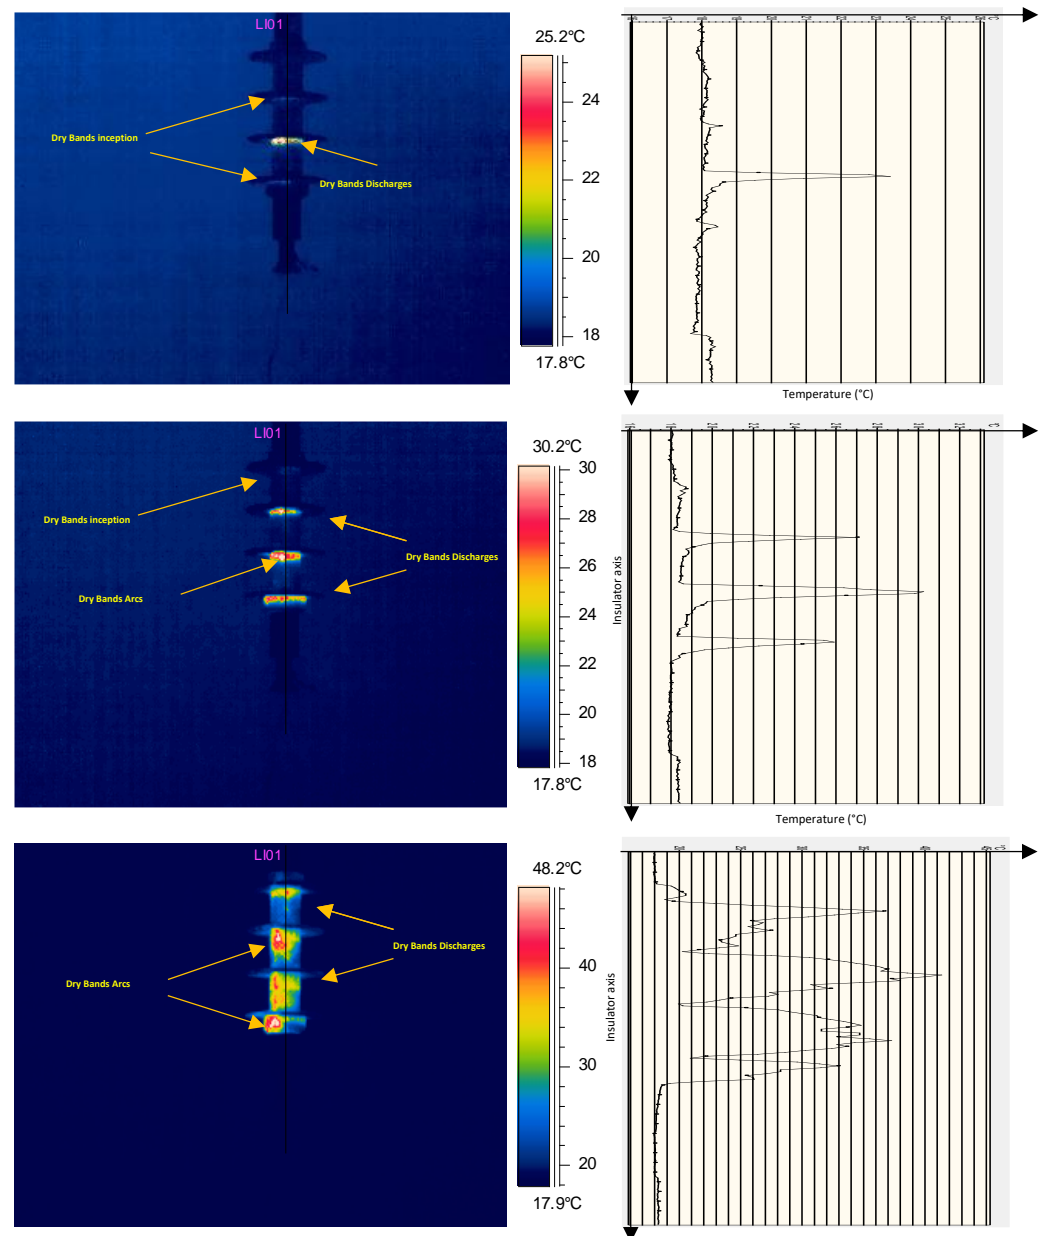 LI01
25.2°C
24
22
20
18
17.8°C
Dry Bands inception
Dry Bands Discharges
°C
Temperature (°C)
LI01
30.2°C
30
28
26
24
22
20
18
17.8°C
Dry Bands inception
Dry Bands Discharges
Dry Bands Arcs
°C
Insulator axis
Temperature (°C)
LI01
48.2°C
40
30
20
17.9°C
Dry Bands Discharges
Dry Bands Arcs
°C
Insulator axis